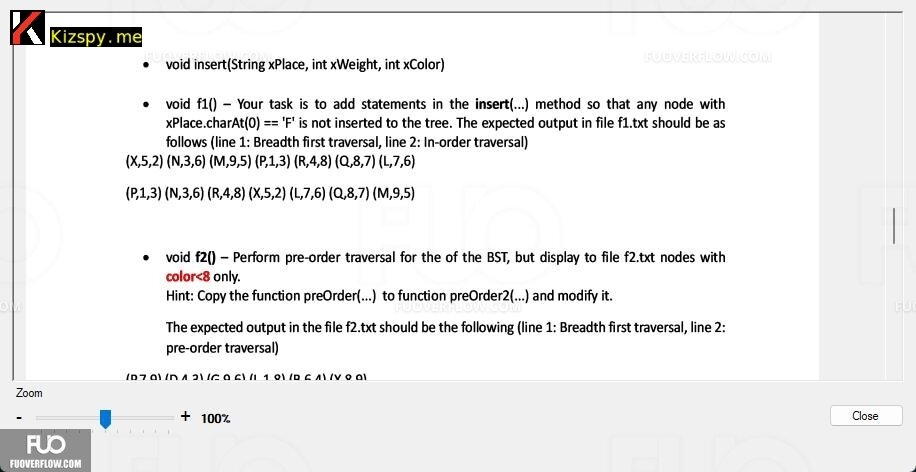 Kizspy.me
FUOVERFLOW.COM
• void insert(String xPlace, int xWeight, int xColor)
• void f1() – Your task is to add statements in the insert(...) method so that any node with
xPlace.charAt(0) == 'F' is not inserted to the tree. The expected output in file f1.txt should be as
follows (line 1: Breadth first traversal, line 2: In-order traversal)
(X,5,2) (N,3,6) (M,9,5) (P,1,3) (R,4,8) (Q,8,7) (L,7,6)
(P,1,3) (N,3,6) (R,4,8) (X,5,2) (L,7,6) (Q,8,7) (M,9,5)
• void f2() – Perform pre-order traversal for the of the BST, but display to file f2.txt nodes with
color<8 only.
Hint: Copy the function preOrder(...) to function preOrder2(...) and modify it.
The expected output in the file f2.txt should be the following (line 1: Breadth first traversal, line 2:
pre-order traversal)
Zoom
- + 100%
Close
FUO
FUOVERFLOW.COM